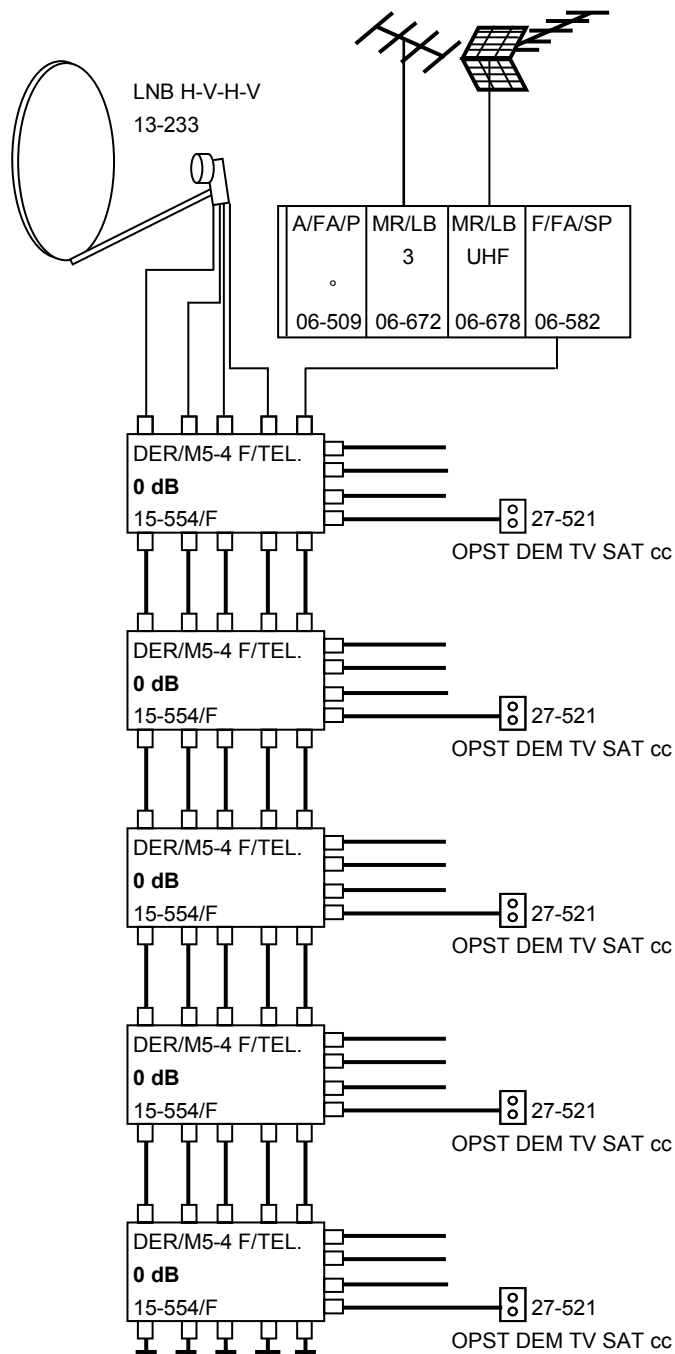 LNB H-V-H-V
13-233
A/FA/P MR/LB MR/LB F/FA/SP
3 UHF
06-509 06-672 06-678 06-582
DER/M5-4 F/TEL.
0 dB
15-554/F
27-521
OPST DEM TV SAT cc
DER/M5-4 F/TEL.
0 dB
15-554/F
27-521
OPST DEM TV SAT cc
DER/M5-4 F/TEL.
0 dB
15-554/F
27-521
OPST DEM TV SAT cc
DER/M5-4 F/TEL.
0 dB
15-554/F
27-521
OPST DEM TV SAT cc
DER/M5-4 F/TEL.
0 dB
15-554/F
27-521
OPST DEM TV SAT cc